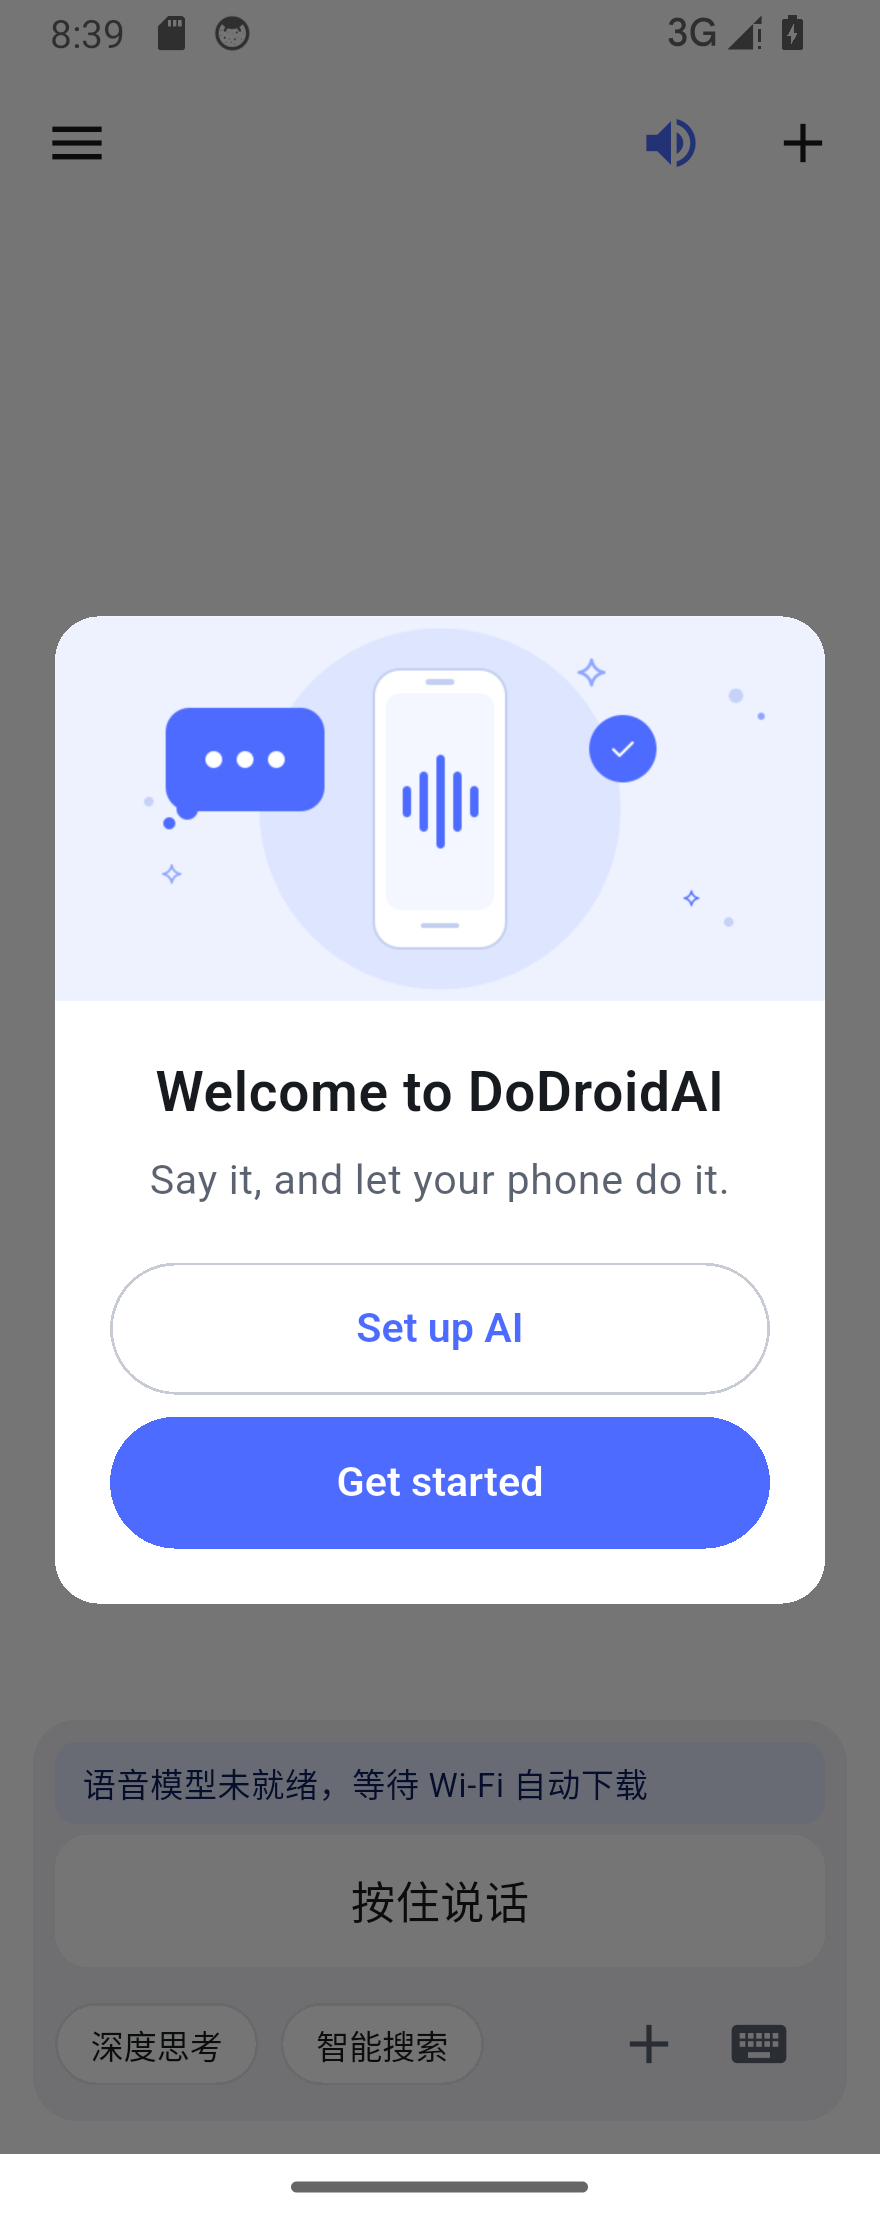 8:39
3G
Welcome to DoDroidAI
Say it, and let your phone do it.
Set up AI
Get started
语音模型未就绪，等待 Wi-Fi 自动下载
按住说话
深度思考
智能搜索